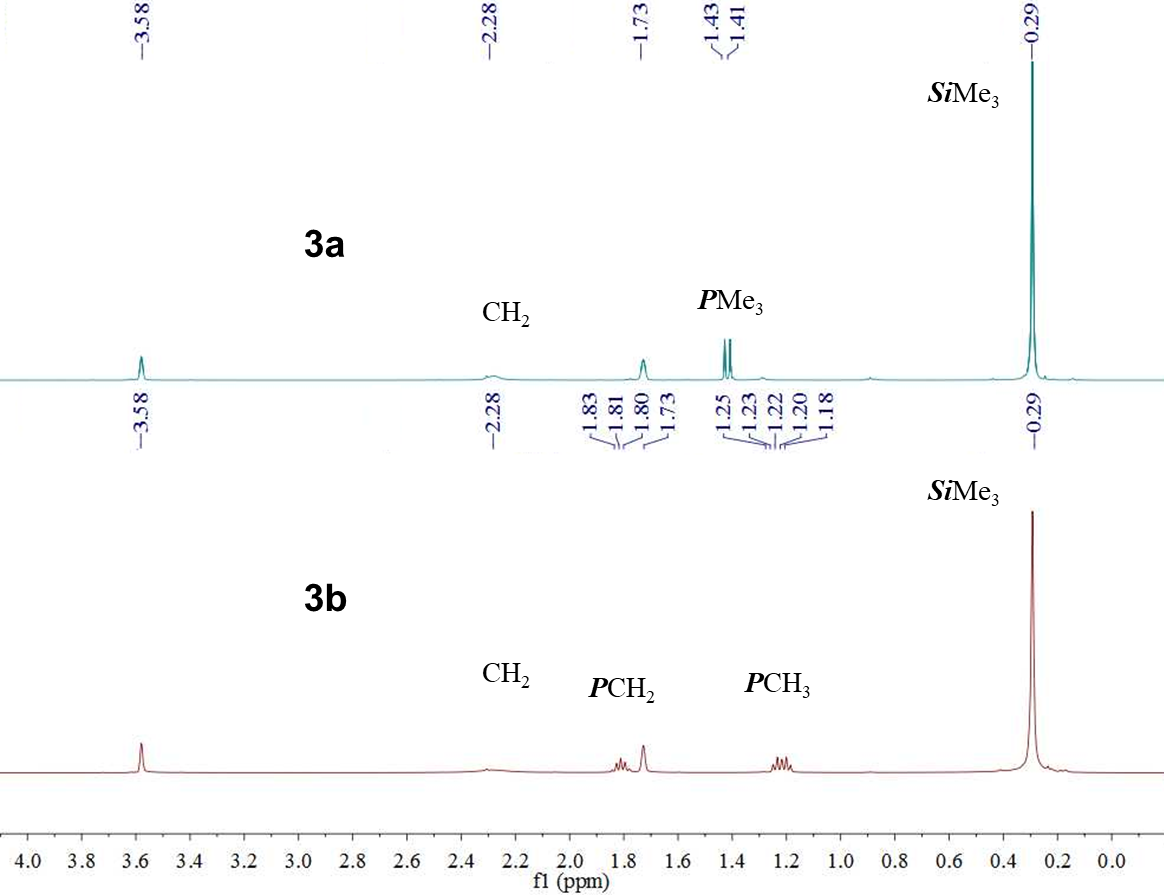 3.58 2.28 1.73 1.43 1.41 0.29
SiMe3
3a
PMe3
CH2
3.58 2.28 1.83 1.81 1.80 1.73 1.25 1.23 1.22 1.20 1.18 0.29
SiMe3
3b
CH2 PCH2 PCH3
4.0 3.8 3.6 3.4 3.2 3.0 2.8 2.6 2.4 2.2 2.0 1.8 1.6 1.4 1.2 1.0 0.8 0.6 0.4 0.2 0.0
f1 (ppm)